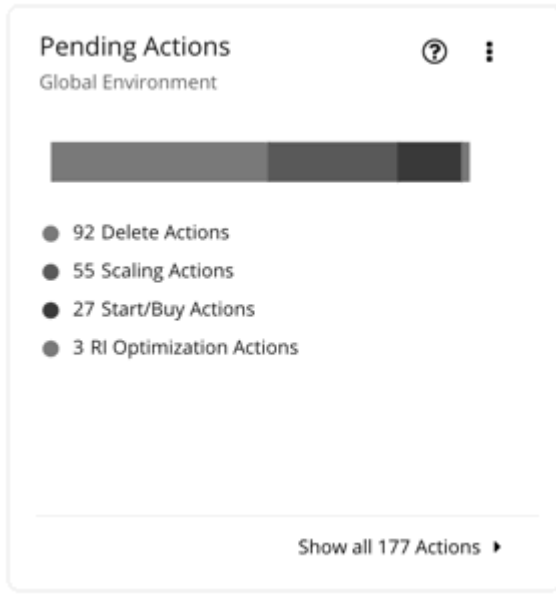 Pending Actions
Global Environment
92 Delete Actions
55 Scaling Actions
27 Start/Buy Actions
3 RI Optimization Actions
Show all 177 Actions